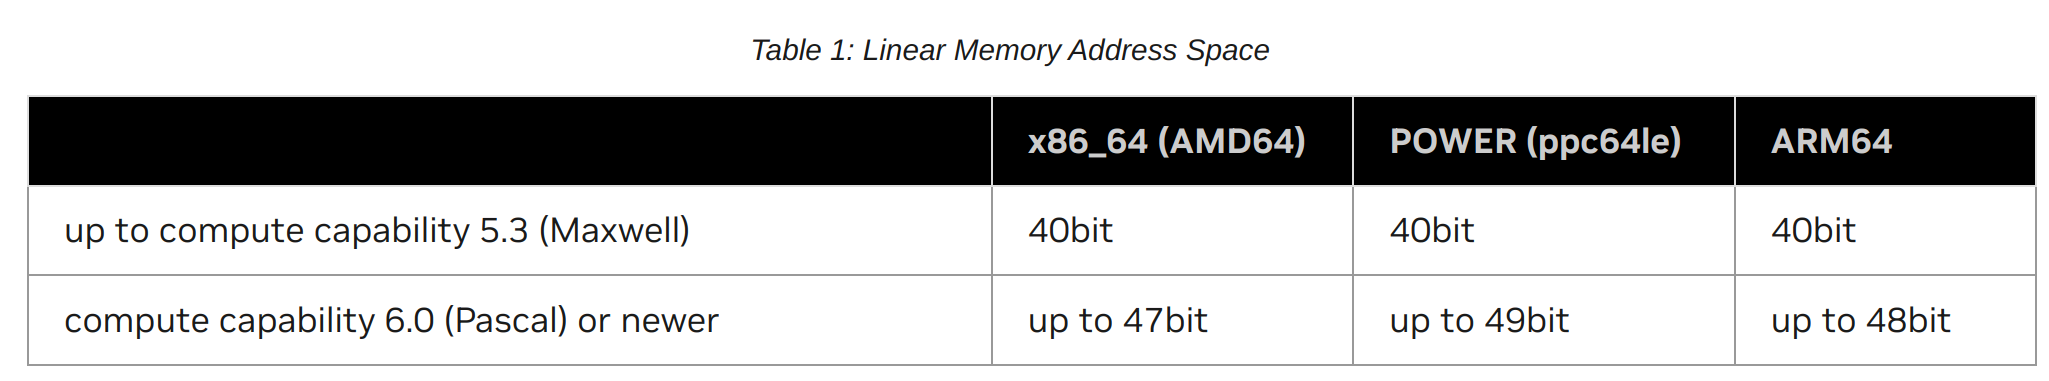 Table 1: Linear Memory Address Space
x86_64 (AMD64) POWER (ppc64le) ARM64
up to compute capability 5.3 (Maxwell) 40bit 40bit 40bit
compute capability 6.0 (Pascal) or newer up to 47bit up to 49bit up to 48bit